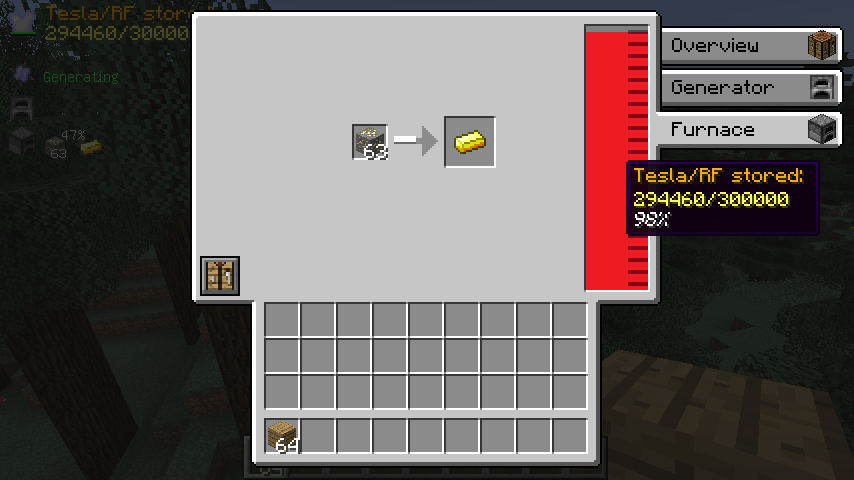 Tesla/RF stor
294460/30000
Generating
47%
63
63
Overview
Generator
Furnace
Tesla/RF stored:
294460/300000
98%
64